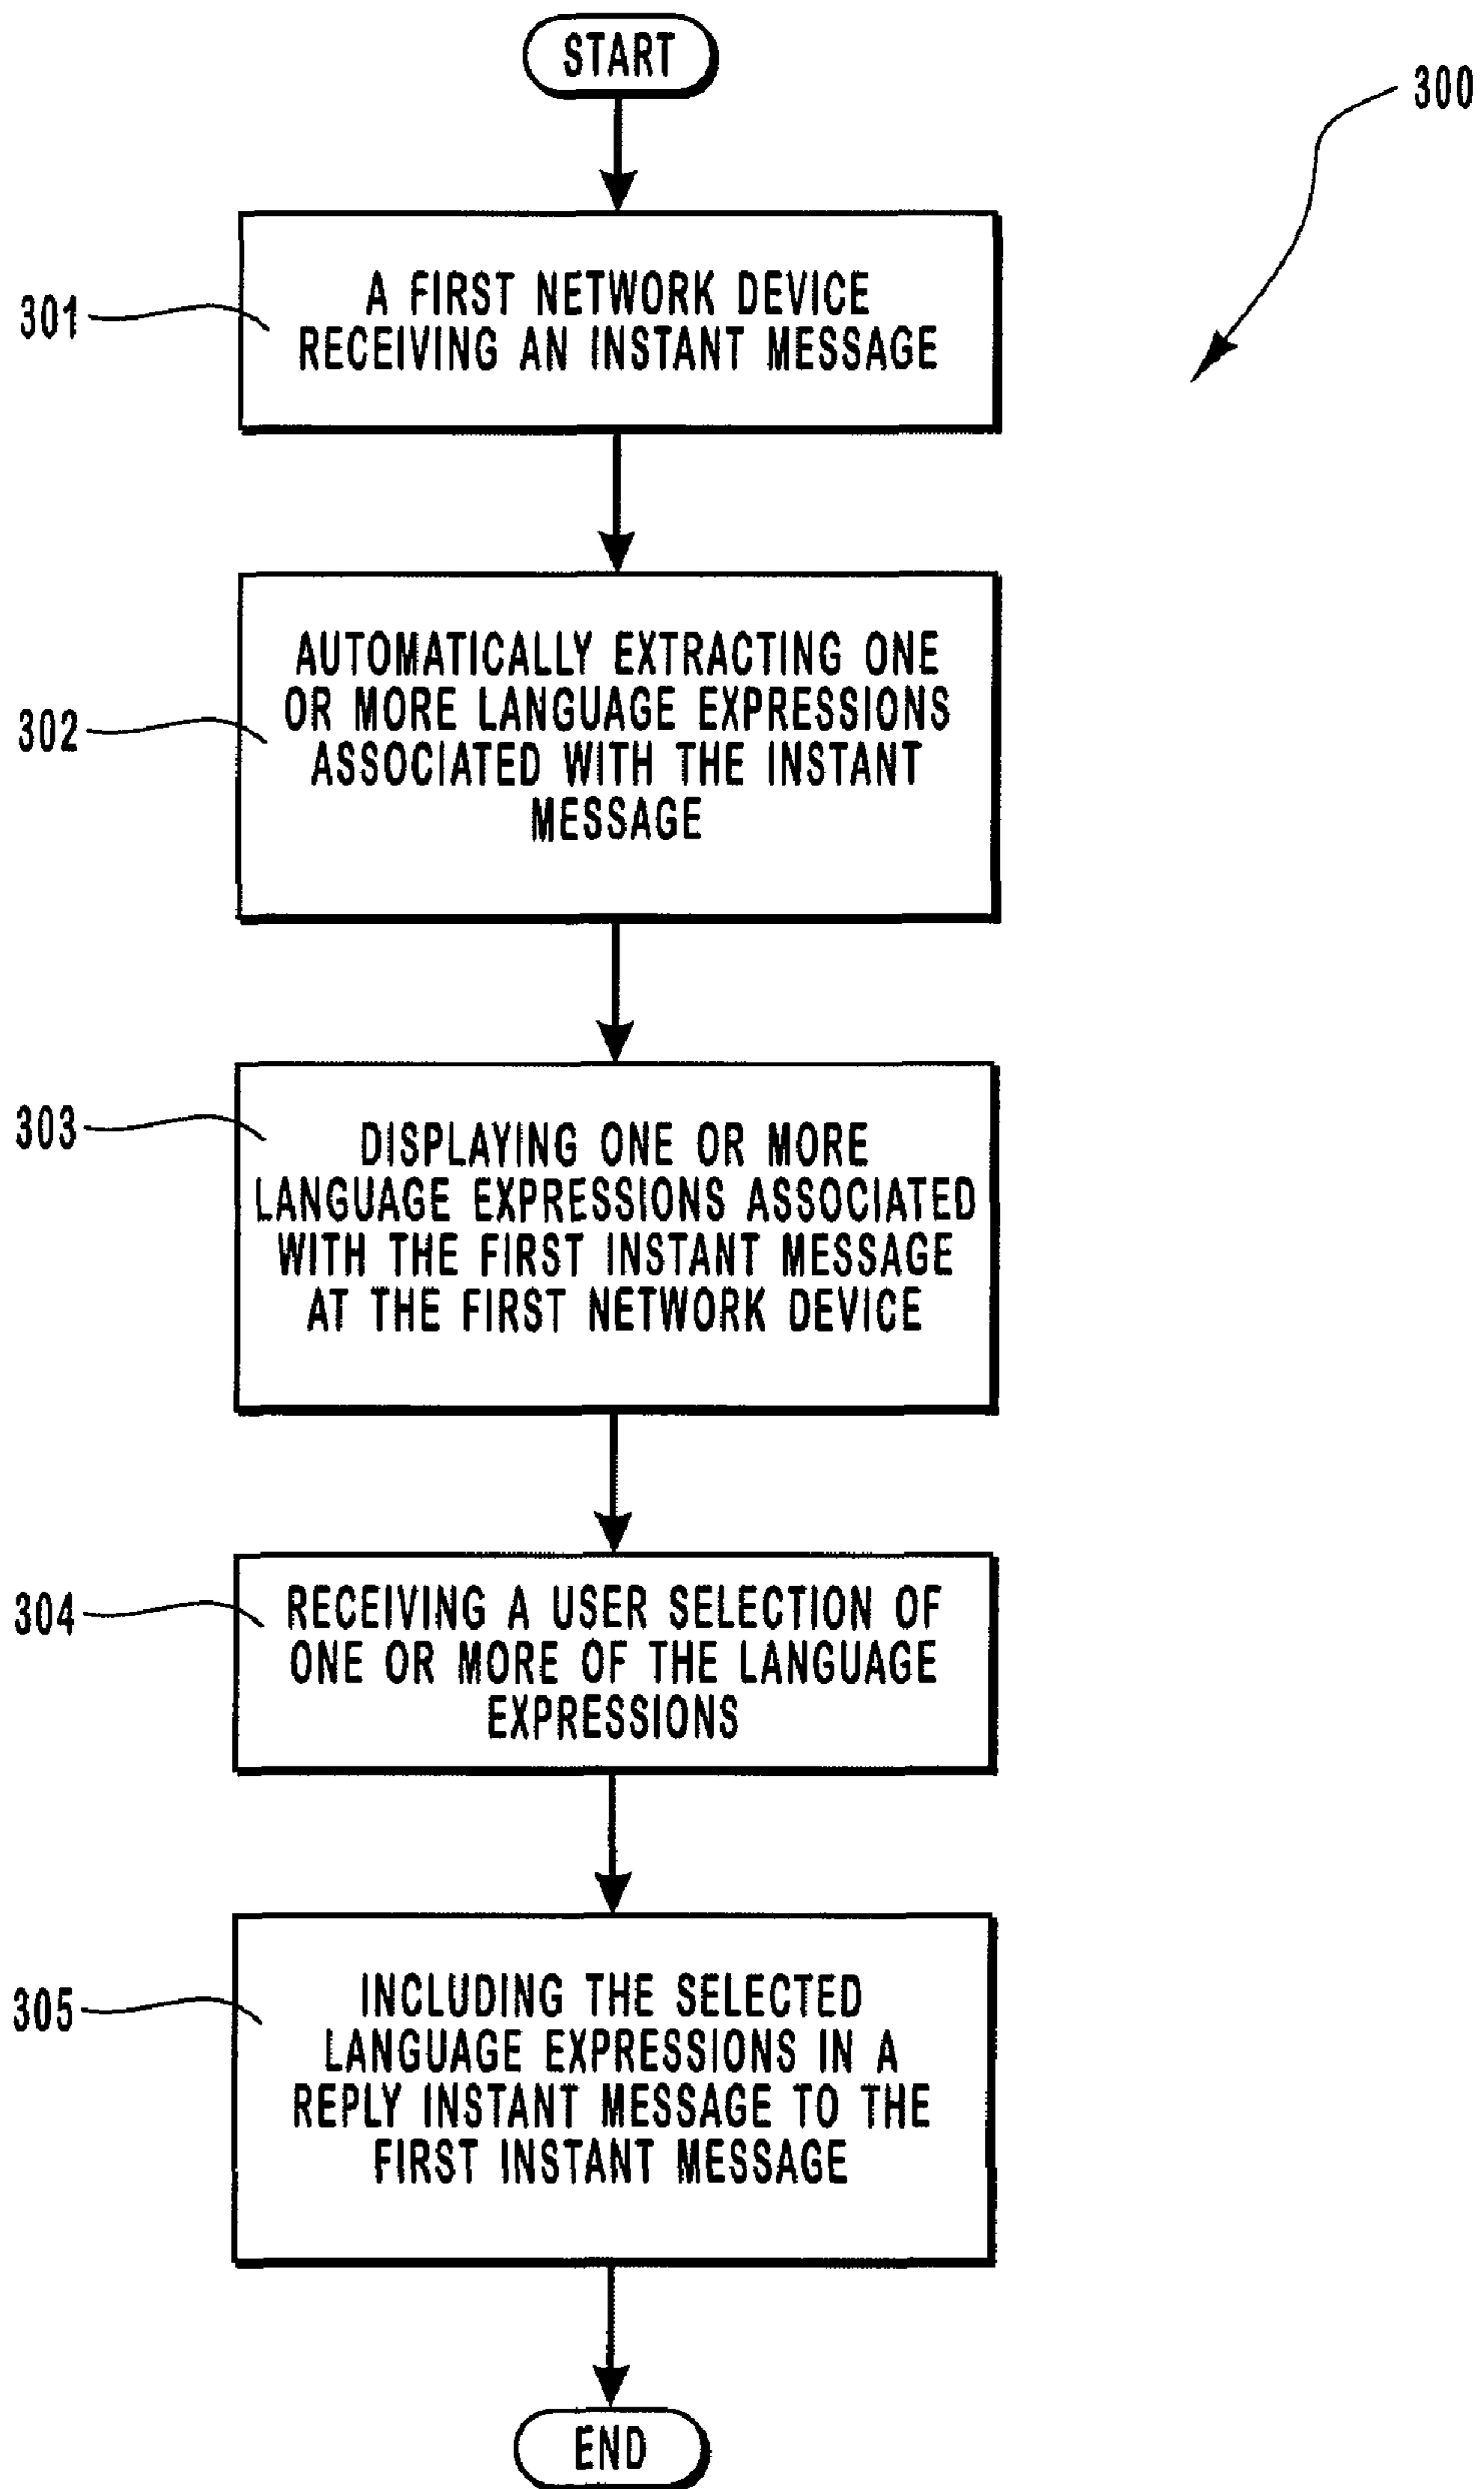 START
300
301
A FIRST NETWORK DEVICE
RECEIVING AN INSTANT MESSAGE
302
AUTOMATICALLY EXTRACTING ONE
OR MORE LANGUAGE EXPRESSIONS
ASSOCIATED WITH THE INSTANT
MESSAGE
303
DISPLAYING ONE OR MORE
LANGUAGE EXPRESSIONS ASSOCIATED
WITH THE FIRST INSTANT MESSAGE
AT THE FIRST NETWORK DEVICE
304
RECEIVING A USER SELECTION OF
ONE OR MORE OF THE LANGUAGE
EXPRESSIONS
305
INCLUDING THE SELECTED
LANGUAGE EXPRESSIONS IN A
REPLY INSTANT MESSAGE TO THE
FIRST INSTANT MESSAGE
END